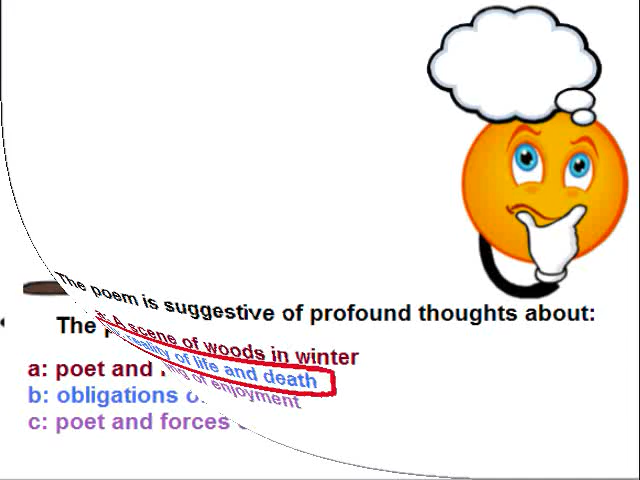 The poem is suggestive of profound thoughts about:
The
A scene of woods in winter
reality of life and death
of enjoyment
a: poet and
b: obligations
c: poet and forces